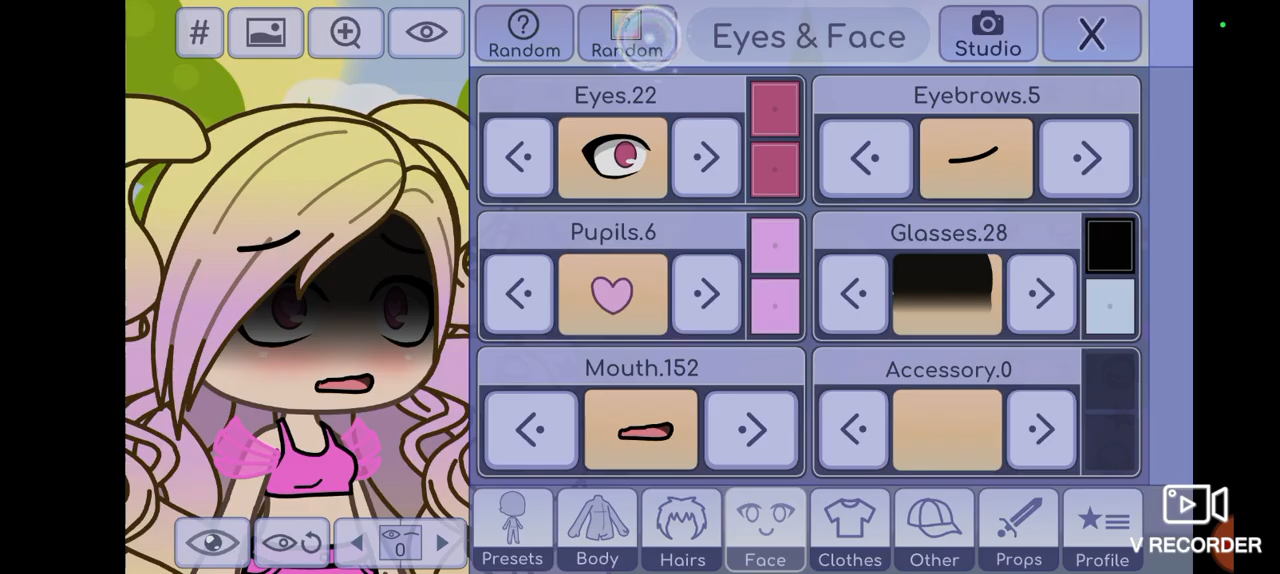 #
? Random
? Random
Eyes & Face
Studio
X
Eyes.22
Eyebrows.5
Pupils.6
Glasses.28
Mouth.152
Accessory.0
0
Presets
Body
Hairs
Face
Clothes
Other
Props
Profile
V RECORDER